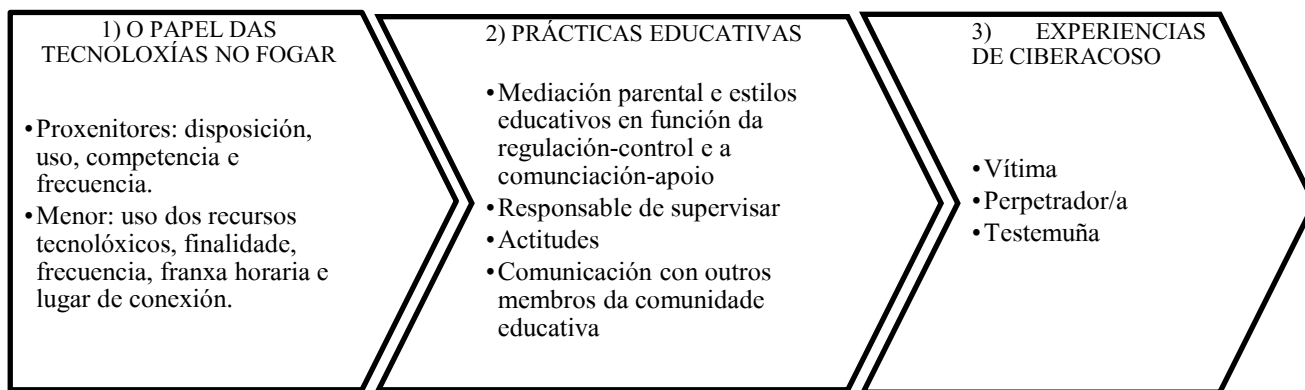 1) O PAPEL DAS
TECNOLOXÍAS NO FOGAR
•Proxenitores: disposición,
uso, competencia e
frecuencia.
•Menor: uso dos recursos
tecnolóxicos, finalidade,
frecuencia, franxa horaria e
lugar de conexión.
2) PRÁCTICAS EDUCATIVAS
•Mediación parental e estilos
educativos en función da
regulación-control e a
comunciación-apoio
•Responsable de supervisar
•Actitudes
•Comunicación con outros
membros da comunidade
educativa
3) EXPERIENCIAS
DE CIBERACOSO
•Vítima
•Perpetrador/a
•Testemuña